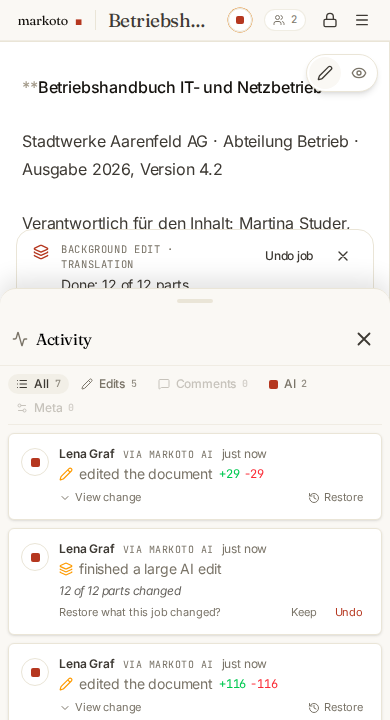 markoto
Betriebsh...
2
**Betriebshandbuch IT- und Netzbetrieb
Stadtwerke Aarenfeld AG · Abteilung Betrieb ·
Ausgabe 2026, Version 4.2
Verantwortlich für den Inhalt: Martina Studer,
BACKGROUND EDIT ·
TRANSLATION
Undo job
Done: 12 of 12 parts
Activity
All 7
Edits 5
Comments 0
AI 2
Meta 0
Lena Graf VIA MARKOTO AI just now
edited the document +29 -29
View change
Restore
Lena Graf VIA MARKOTO AI just now
finished a large AI edit
12 of 12 parts changed
Restore what this job changed?
Keep
Undo
Lena Graf VIA MARKOTO AI just now
edited the document +116 -116
View change
Restore